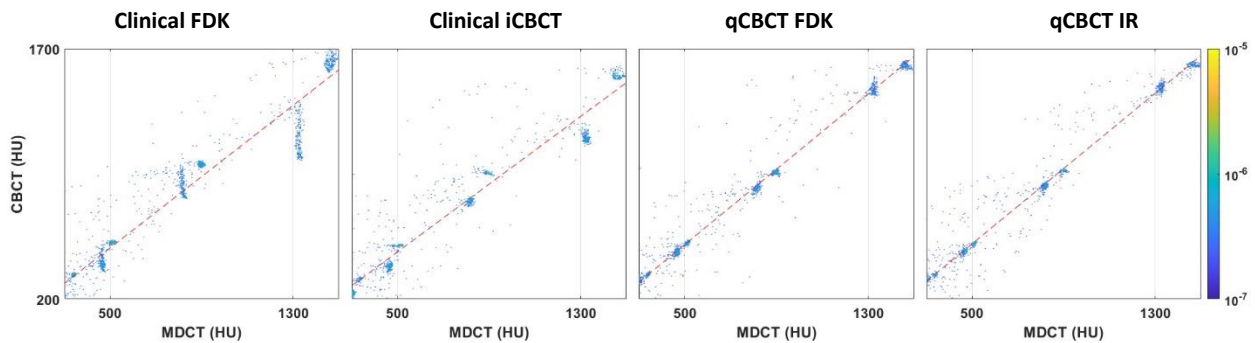 Clinical FDK Clinical iCBCT qCBCT FDK qCBCT IR
1700
CBCT (HU)
200
500 1300 500 1300 500 1300 500 1300
MDCT (HU) MDCT (HU) MDCT (HU) MDCT (HU)
10^-5
10^-6
10^-7